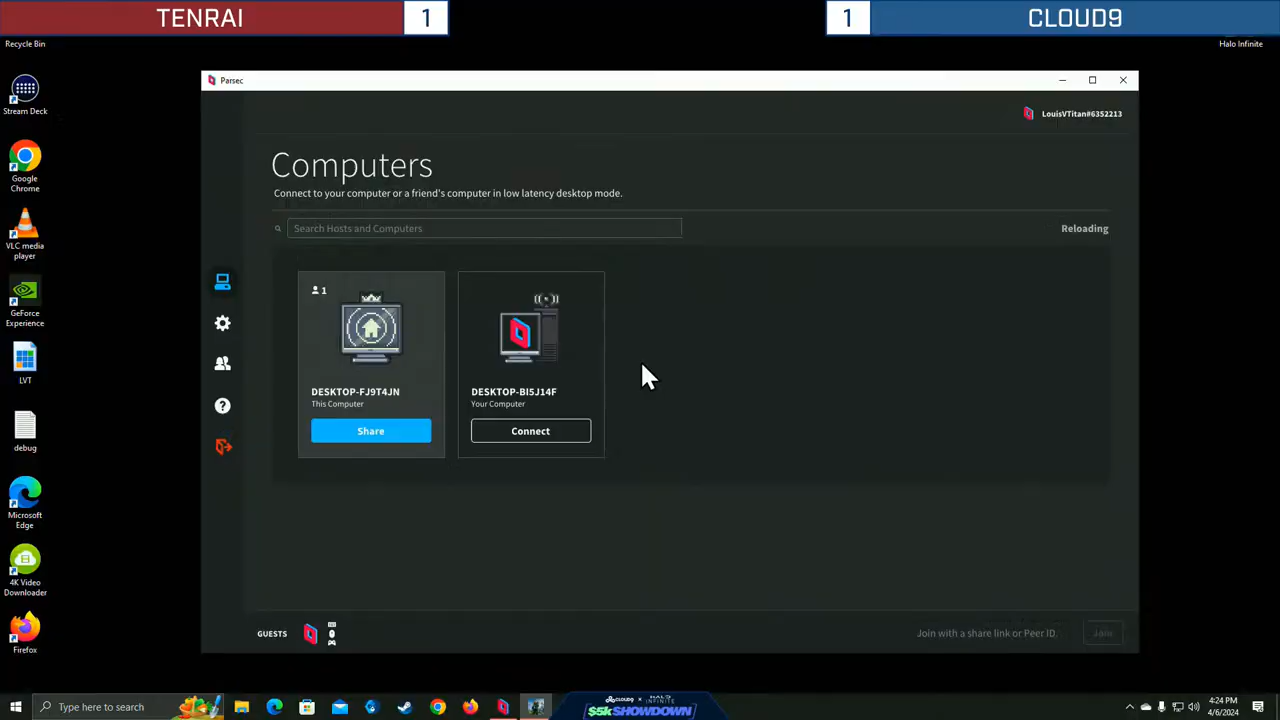 TENRAI 1 1 CLOUD9
Recycle Bin
Halo Infinite
Stream Deck
Google Chrome
VLC media player
GeForce Experience
LVT
debug
Microsoft Edge
4K Video Downloader
Firefox
Parsec
LouisVTitan#6352213
Computers
Connect to your computer or a friend's computer in low latency desktop mode.
Search Hosts and Computers
Reloading
1
DESKTOP-FJ9T4JN
This Computer
Share
DESKTOP-BI5J14F
Your Computer
Connect
GUESTS
Join with a share link or Peer ID.
Join
Type here to search
CLOUD9 x HALO INFINITE
$5K SHOWDOWN
4:24 PM
4/6/2024